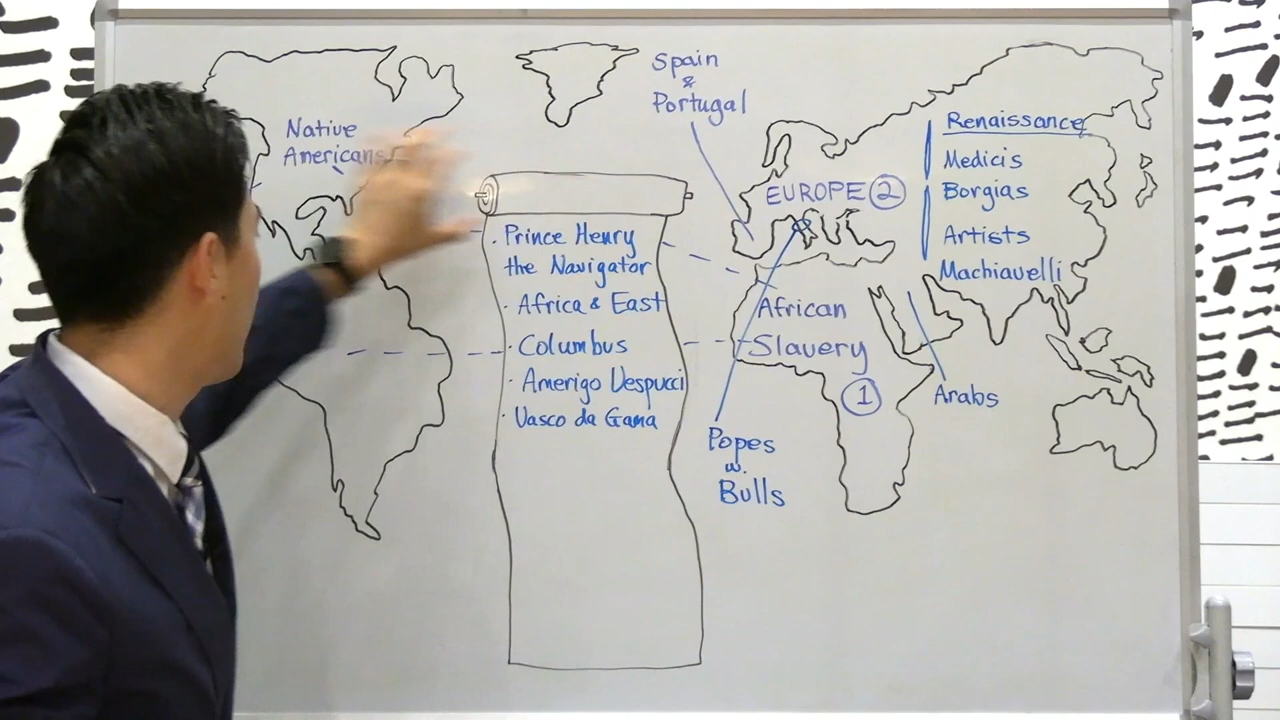 Native
Americans
Spain
&
Portugal
EUROPE 2
Renaissance
Medicis
Borgias
Artists
Machiavelli
· Prince Henry
the Navigator
· Africa & East
· Columbus
· Amerigo Vespucci
· Vasco da Gama
African
Slavery
1
Arabs
Popes
w.
Bulls